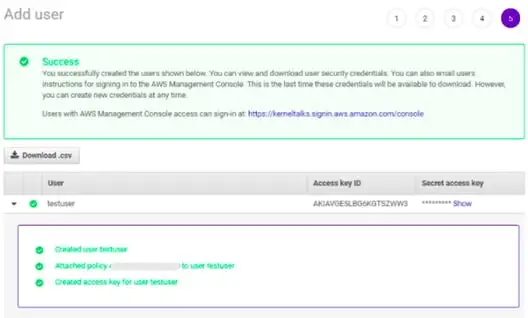 Add user
1 2 3 4 5
Success
You successfully created the users shown below. You can view and download user security credentials. You can also email users
instructions for signing in to the AWS Management Console. This is the last time these credentials will be available to download. However,
you can create new credentials at any time.
Users with AWS Management Console access can sign-in at: https://kerneltalks.signin.aws.amazon.com/console
Download .csv
User Access key ID Secret access key
testuser AKIAVGESLBG6KGTSZWW3 ********* Show
Created user testuser
Attached policy to user testuser
Created access key for user testuser